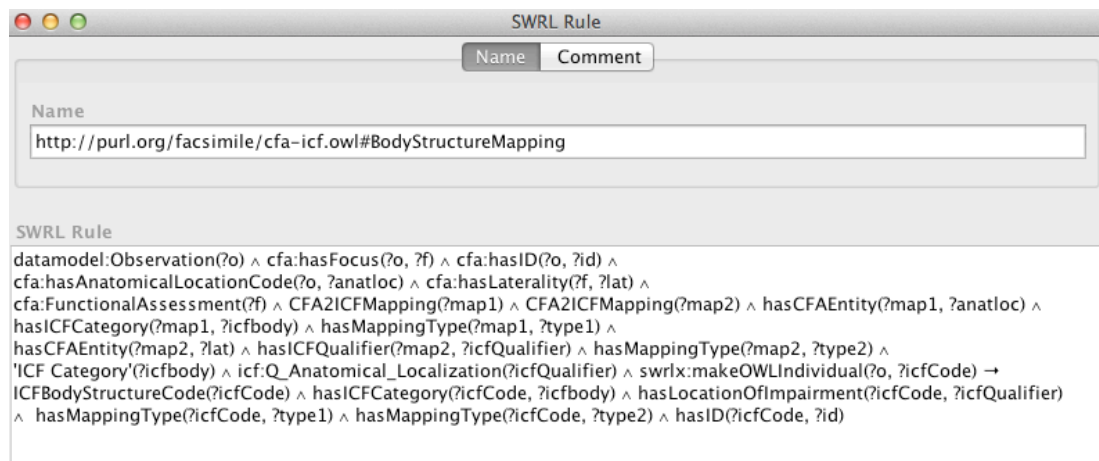 SWRL Rule
Name Comment
Name
http://purl.org/facsimile/cfa-icf.owl#BodyStructureMapping
SWRL Rule
datamodel:Observation(?o) ∧ cfa:hasFocus(?o, ?f) ∧ cfa:hasID(?o, ?id) ∧
cfa:hasAnatomicalLocationCode(?o, ?anatloc) ∧ cfa:hasLaterality(?f, ?lat) ∧
cfa:FunctionalAssessment(?f) ∧ CFA2ICFMapping(?map1) ∧ CFA2ICFMapping(?map2) ∧ hasCFAEntity(?map1, ?anatloc) ∧
hasICFCategory(?map1, ?icfbody) ∧ hasMappingType(?map1, ?type1) ∧
hasCFAEntity(?map2, ?lat) ∧ hasICFQualifier(?map2, ?icfQualifier) ∧ hasMappingType(?map2, ?type2) ∧
'ICF Category'(?icfbody) ∧ icf:Q_Anatomical_Localization(?icfQualifier) ∧ swrlx:makeOWLIndividual(?o, ?icfCode) →
ICFBodyStructureCode(?icfCode) ∧ hasICFCategory(?icfCode, ?icfbody) ∧ hasLocationOfImpairment(?icfCode, ?icfQualifier)
∧ hasMappingType(?icfCode, ?type1) ∧ hasMappingType(?icfCode, ?type2) ∧ hasID(?icfCode, ?id)